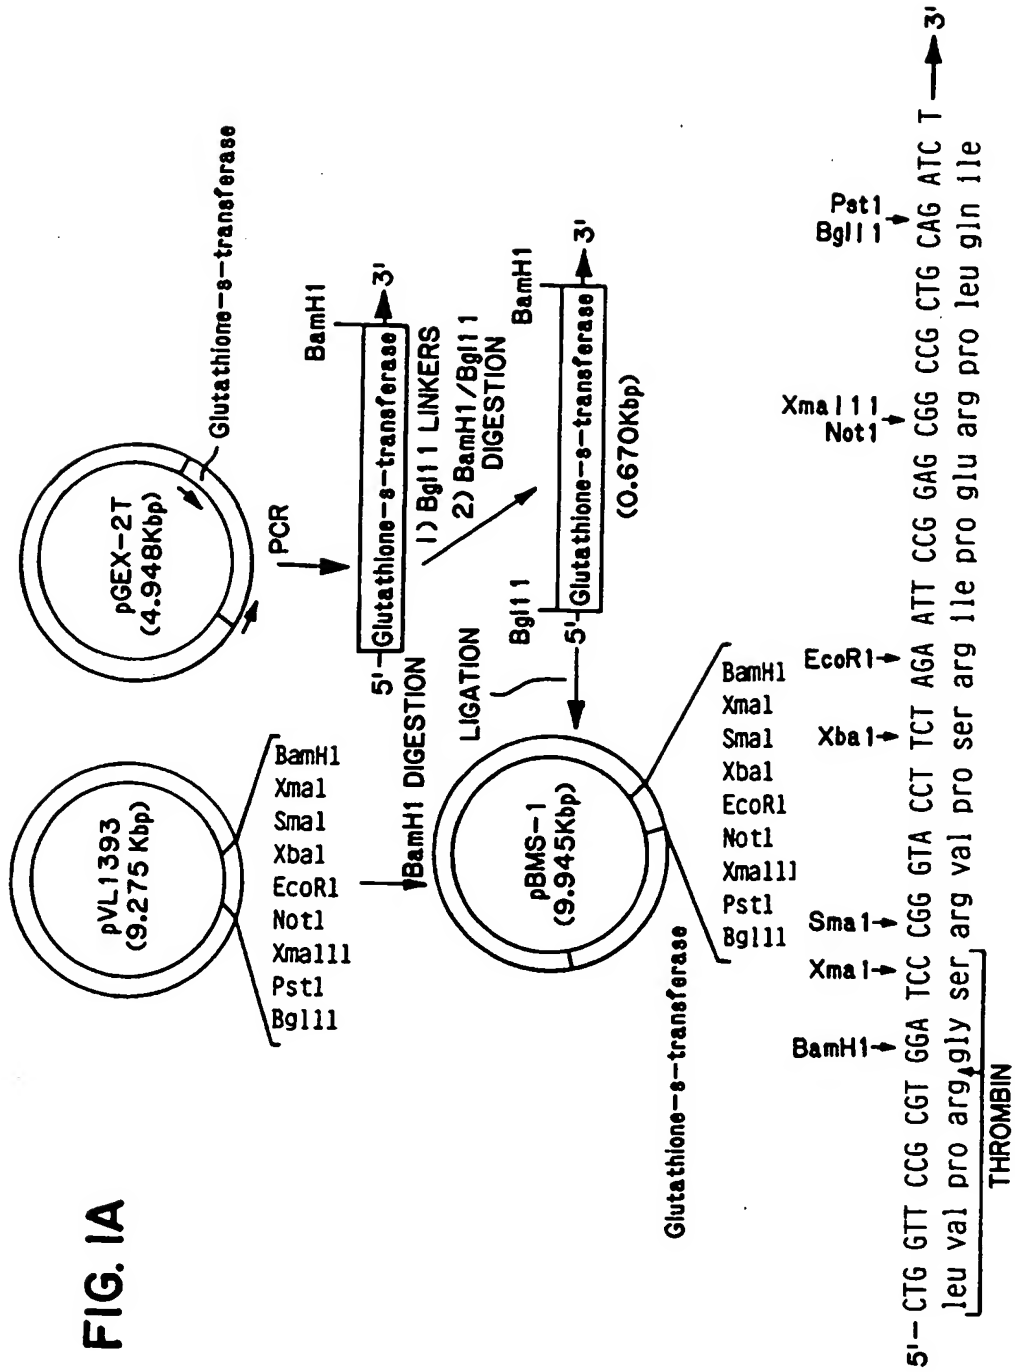 FIG. 1A
pVL1393
(9.275 Kbp)
BamH1
Xma1
Sma1
Xba1
EcoR1
Not1
Xma111
Pst1
Bgl11
BamH1 DIGESTION
pGEX-2T
(4.948Kbp)
Glutathione-s-transferase
PCR
BamH1
5'-Glutathione-s-transferase 3'
1) Bgl11 LINKERS
2) BamH1/Bgl11
DIGESTION
Bgl11
BamH1
5'-Glutathione-s-transferase 3'
(0.670Kbp)
LIGATION
pBMS-1
(9.945Kbp)
Glutathione-s-transferase
BamH1
Xma1
Sma1
Xba1
EcoR1
Not1
Xma111
Pst1
Bgl11
BamH1
Xma1
Sma1
Xba1
EcoR1
Xma111
Not1
Pst1
Bgl11
5'-CTG GTT CCG CGT GGA TCC CGG GTA CCT TCT AGA ATT CCG GAG CGG CCG CTG CAG ATC T 3'
leu val pro arg gly ser arg val pro ser arg ile pro glu arg pro leu gln ile
THROMBIN